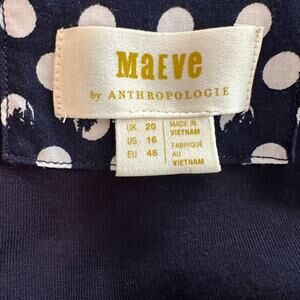 MaEve
by ANTHROPOLOGIE
UK 20
US 16
EU 48
MADE IN
VIETNAM
FABRIQUÉ
AU
VIETNAM